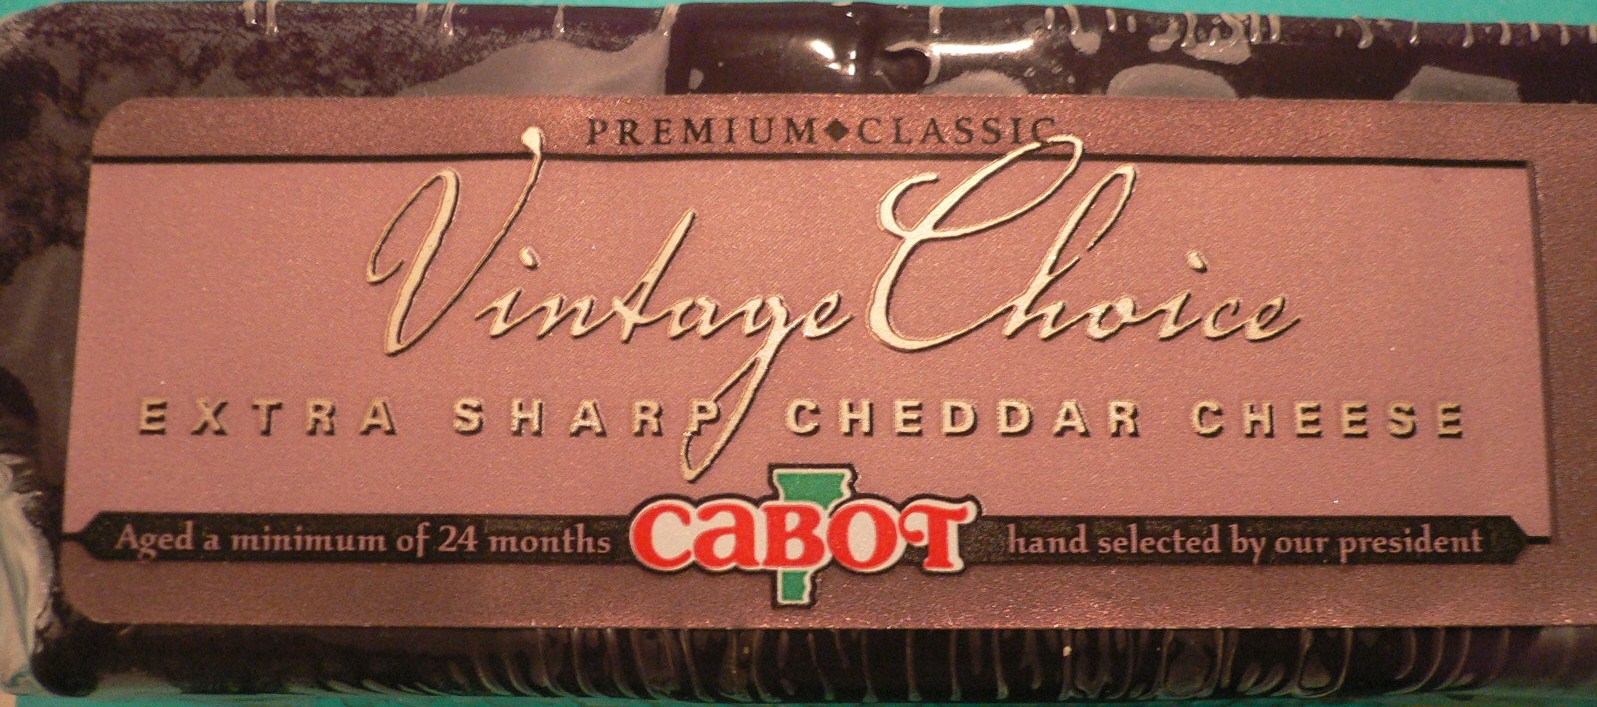 PREMIUM◆CLASSIC
Vintage Choice
EXTRA SHARP CHEDDAR CHEESE
Aged a minimum of 24 months CABOT hand selected by our president